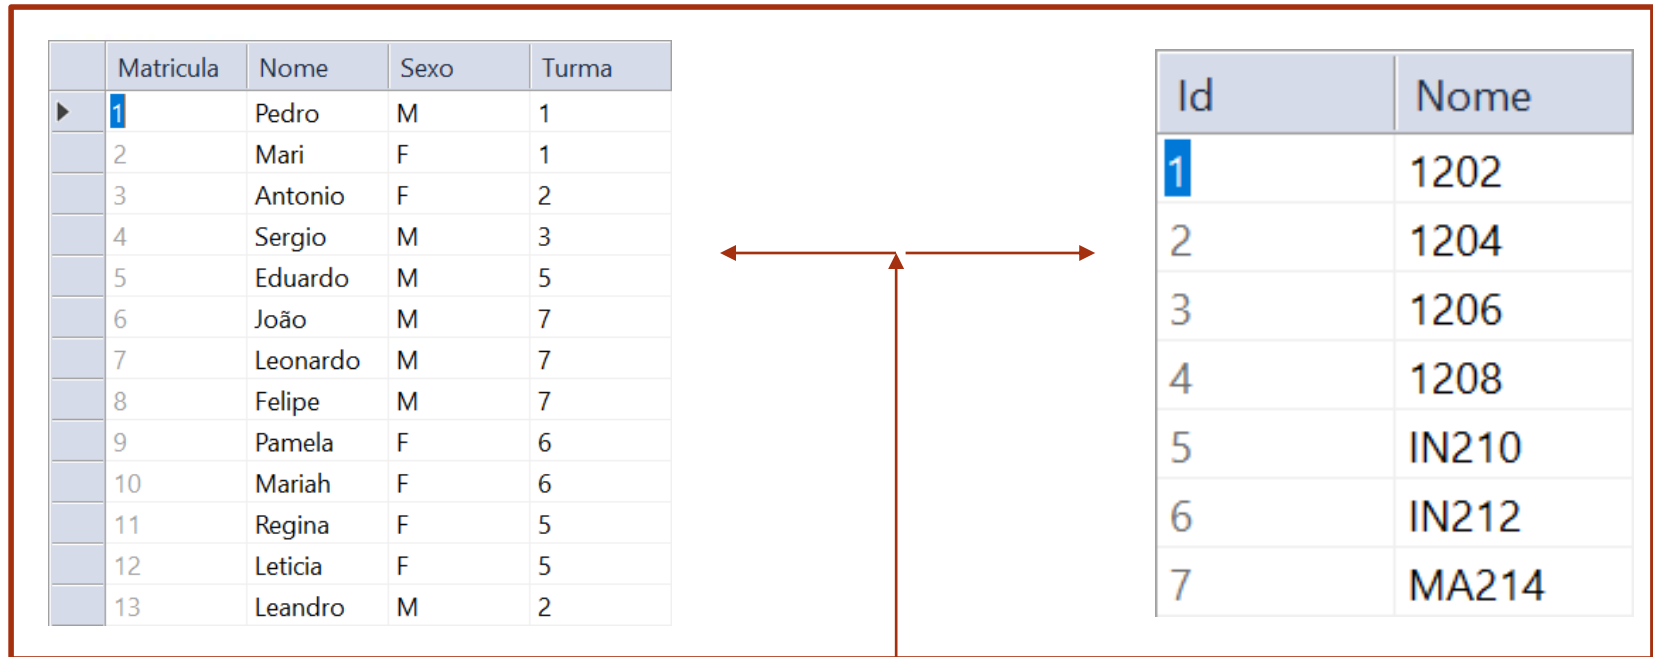 Matricula Nome Sexo Turma
1 Pedro M 1
2 Mari F 1
3 Antonio F 2
4 Sergio M 3
5 Eduardo M 5
6 João M 7
7 Leonardo M 7
8 Felipe M 7
9 Pamela F 6
10 Mariah F 6
11 Regina F 5
12 Leticia F 5
13 Leandro M 2
Id Nome
1 1202
2 1204
3 1206
4 1208
5 IN210
6 IN212
7 MA214